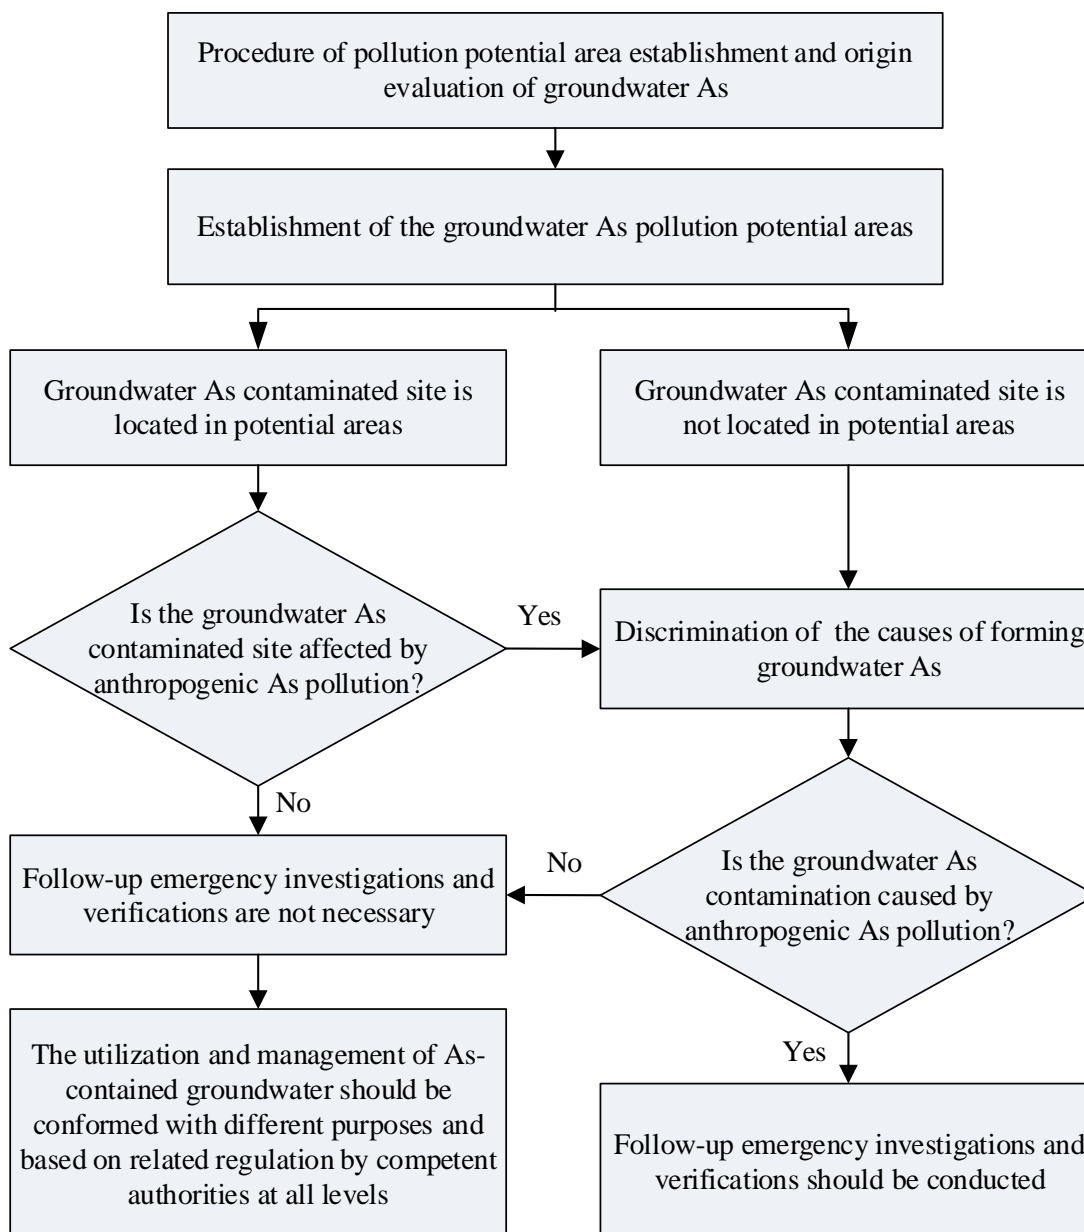 Procedure of pollution potential area establishment and origin
evaluation of groundwater As
Establishment of the groundwater As pollution potential areas
Groundwater As contaminated site is
located in potential areas
Groundwater As contaminated site is
not located in potential areas
Is the groundwater As
contaminated site affected by
anthropogenic As pollution?
Yes
Discrimination of the causes of forming
groundwater As
No
Follow-up emergency investigations and
verifications are not necessary
No
Is the groundwater As
contamination caused by
anthropogenic As pollution?
The utilization and management of As-
contained groundwater should be
conformed with different purposes and
based on related regulation by competent
authorities at all levels
Yes
Follow-up emergency investigations and
verifications should be conducted